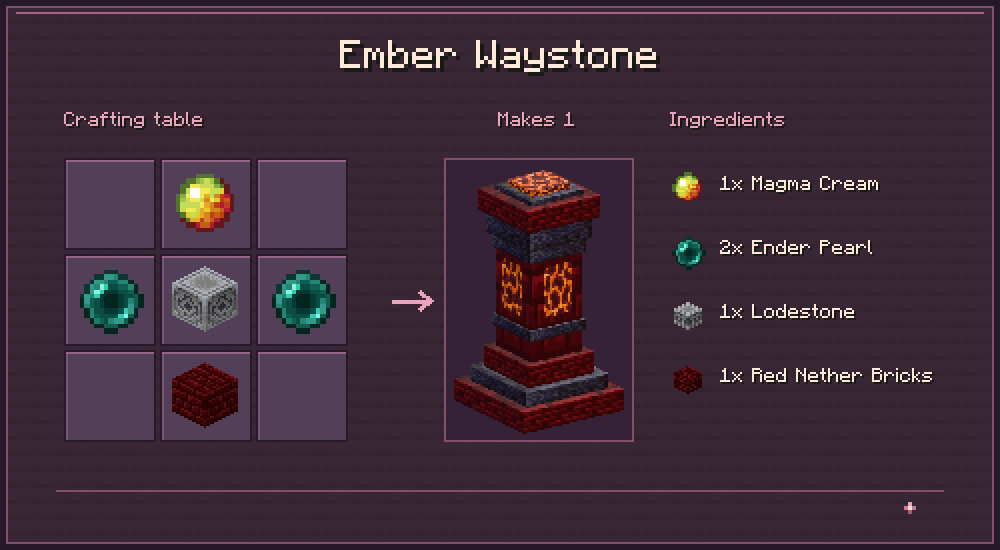 Ember Waystone
Crafting table
Makes 1
Ingredients
1x Magma Cream
2x Ender Pearl
1x Lodestone
1x Red Nether Bricks